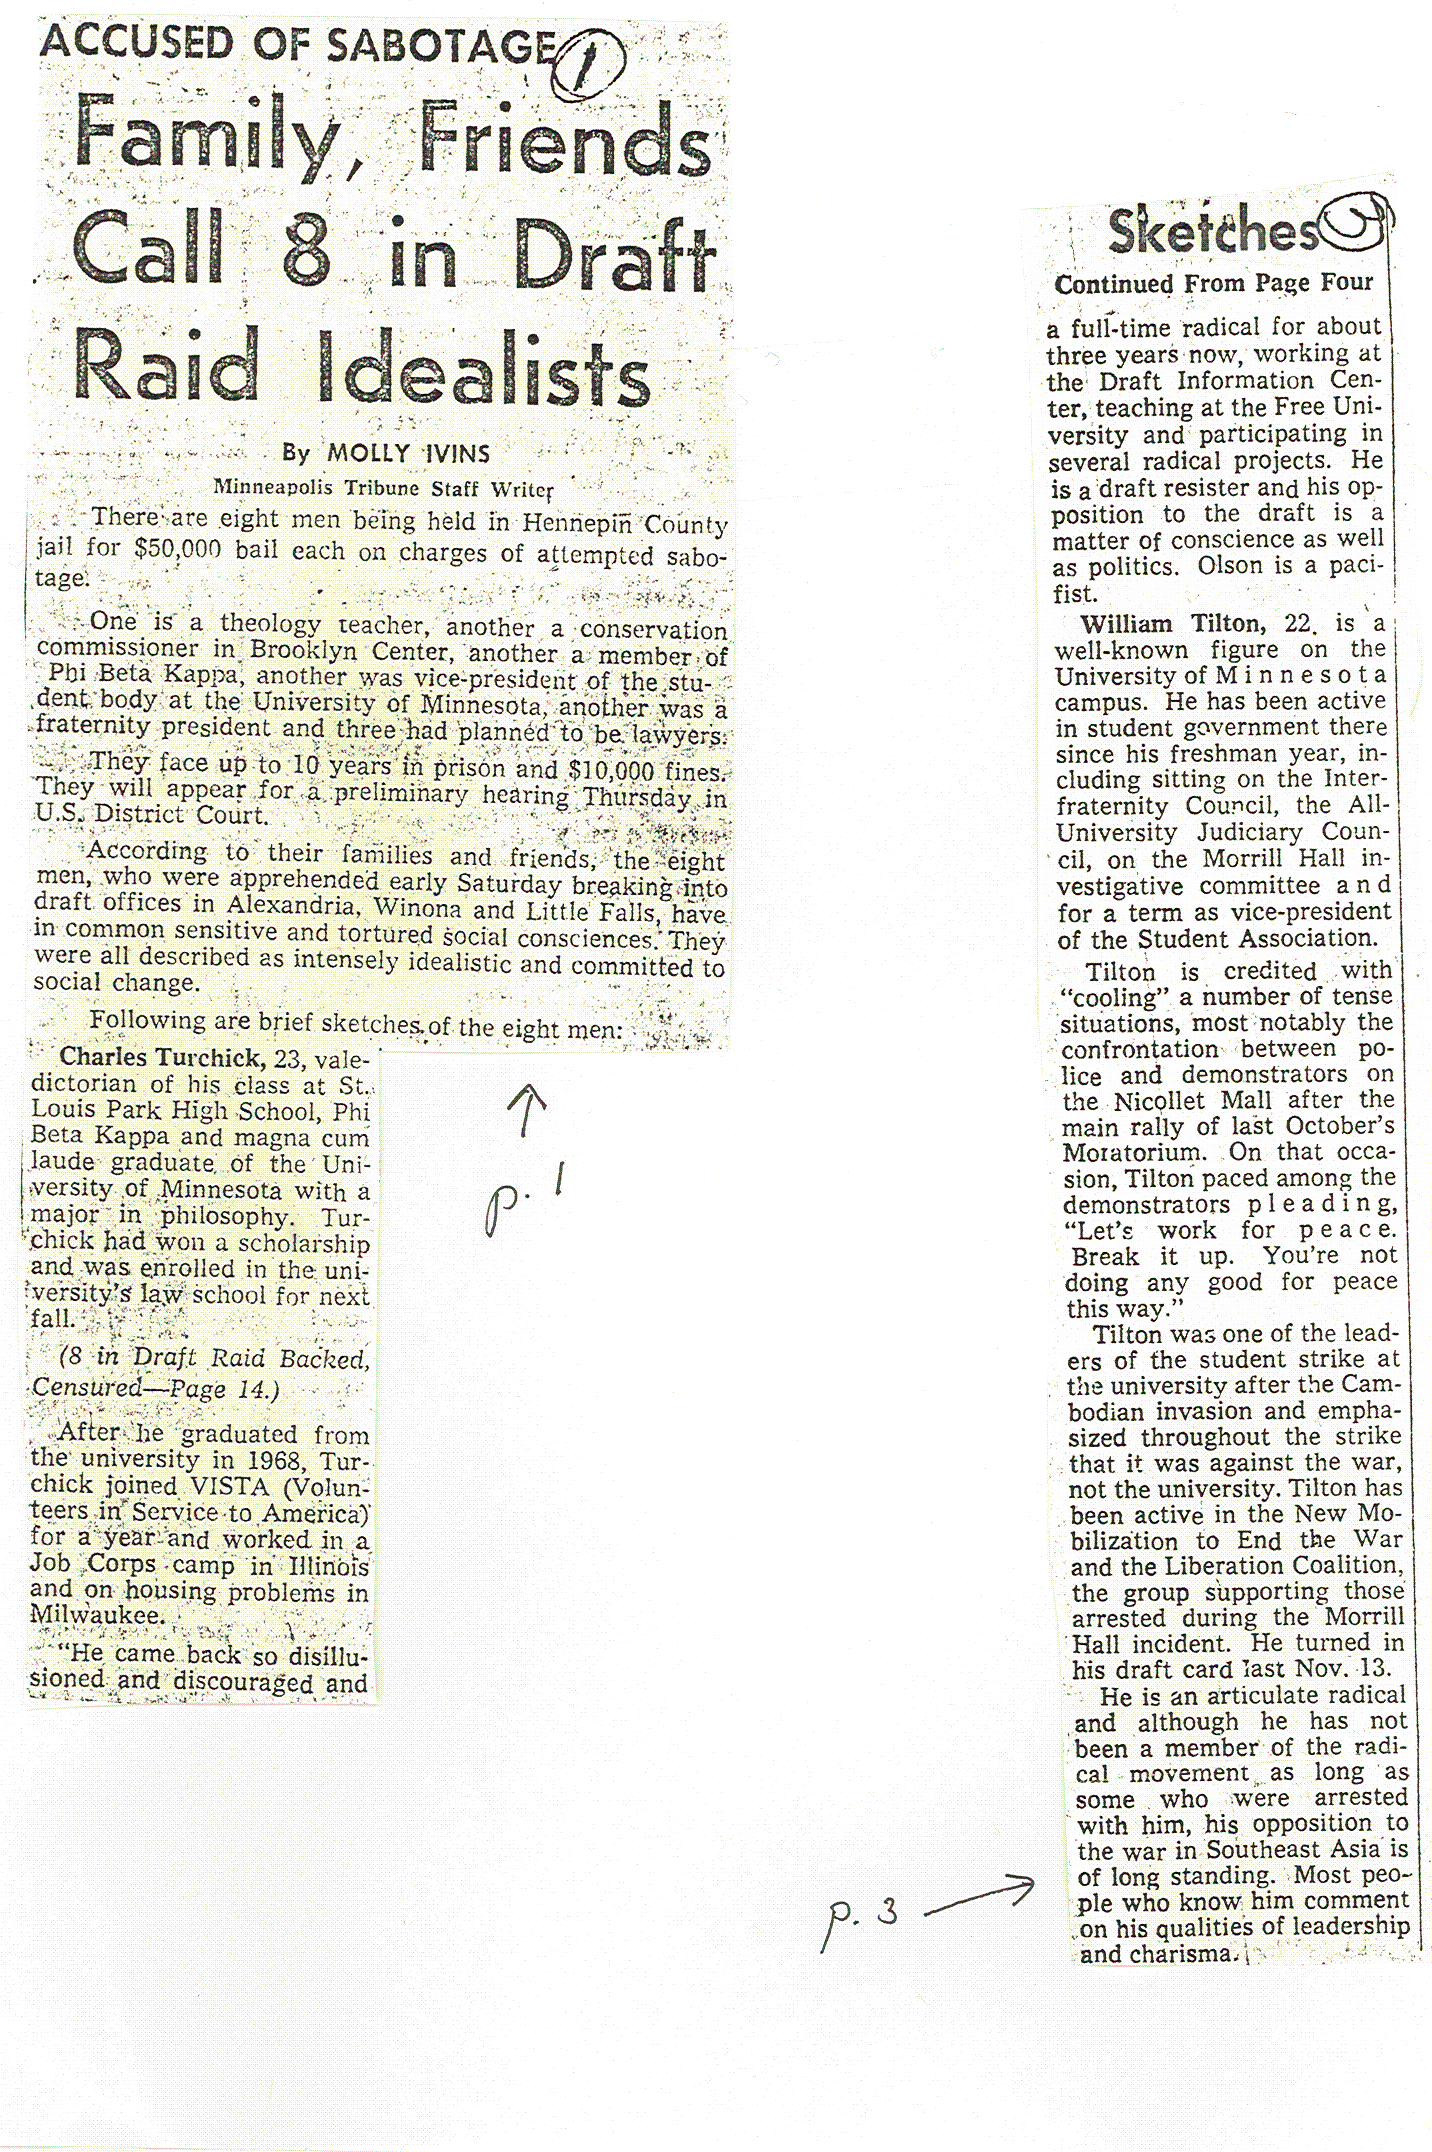 ACCUSED OF SABOTAGE
1
Family, Friends
Call 8 in Draft
Raid Idealists
By MOLLY IVINS
Minneapolis Tribune Staff Writer
There are eight men being held in Hennepin County
jail for $50,000 bail each on charges of attempted sabo-
tage.
One is a theology teacher, another a conservation
commissioner in Brooklyn Center, another a member of
Phi Beta Kappa, another was vice-president of the stu-
dent body at the University of Minnesota, another was a
fraternity president and three had planned to be lawyers.
They face up to 10 years in prison and $10,000 fines.
They will appear for a preliminary hearing Thursday in
U.S. District Court.
According to their families and friends, the eight
men, who were apprehended early Saturday breaking into
draft offices in Alexandria, Winona and Little Falls, have
in common sensitive and tortured social consciences. They
were all described as intensely idealistic and committed to
social change.
Following are brief sketches of the eight men:
Charles Turchick, 23, vale-
dictorian of his class at St.
Louis Park High School, Phi
Beta Kappa and magna cum
laude graduate of the Uni-
versity of Minnesota with a
major in philosophy. Tur-
chick had won a scholarship
and was enrolled in the uni-
versity's law school for next
fall.
(8 in Draft Raid Backed,
Censured—Page 14.)
After he graduated from
the university in 1968, Tur-
chick joined VISTA (Volun-
teers in Service to America)
for a year and worked in a
Job Corps camp in Illinois
and on housing problems in
Milwaukee.
"He came back so disillu-
sioned and discouraged and
p. 1
Sketches
3
Continued From Page Four
a full-time radical for about
three years now, working at
the Draft Information Cen-
ter, teaching at the Free Uni-
versity and participating in
several radical projects. He
is a draft resister and his op-
position to the draft is a
matter of conscience as well
as politics. Olson is a paci-
fist.
William Tilton, 22, is a
well-known figure on the
University of Minnesota
campus. He has been active
in student government there
since his freshman year, in-
cluding sitting on the Inter-
fraternity Council, the All-
University Judiciary Coun-
cil, on the Morrill Hall in-
vestigative committee and
for a term as vice-president
of the Student Association.
Tilton is credited with
"cooling" a number of tense
situations, most notably the
confrontation between po-
lice and demonstrators on
the Nicollet Mall after the
main rally of last October's
Moratorium. On that occa-
sion, Tilton paced among the
demonstrators pleading,
"Let's work for peace.
Break it up. You're not
doing any good for peace
this way."
Tilton was one of the lead-
ers of the student strike at
the university after the Cam-
bodian invasion and empha-
sized throughout the strike
that it was against the war,
not the university. Tilton has
been active in the New Mo-
bilization to End the War
and the Liberation Coalition,
the group supporting those
arrested during the Morrill
Hall incident. He turned in
his draft card last Nov. 13.
He is an articulate radical
and although he has not
been a member of the radi-
cal movement as long as
some who were arrested
with him, his opposition to
the war in Southeast Asia is
of long standing. Most peo-
ple who know him comment
on his qualities of leadership
and charisma.
p. 3